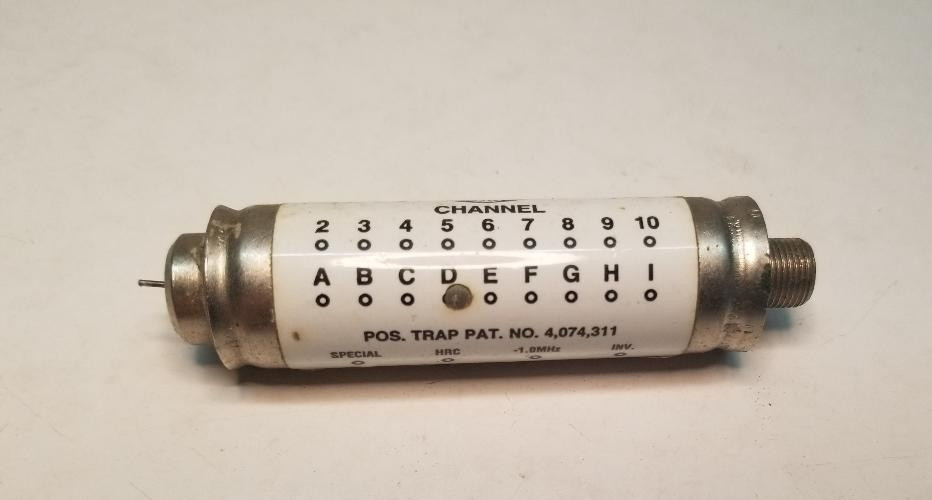 CHANNEL
2 3 4 5 6 7 8 9 10
A B C D E F G H I
POS. TRAP PAT. NO. 4,074,311
SPECIAL HRC -1.0MHz INV.